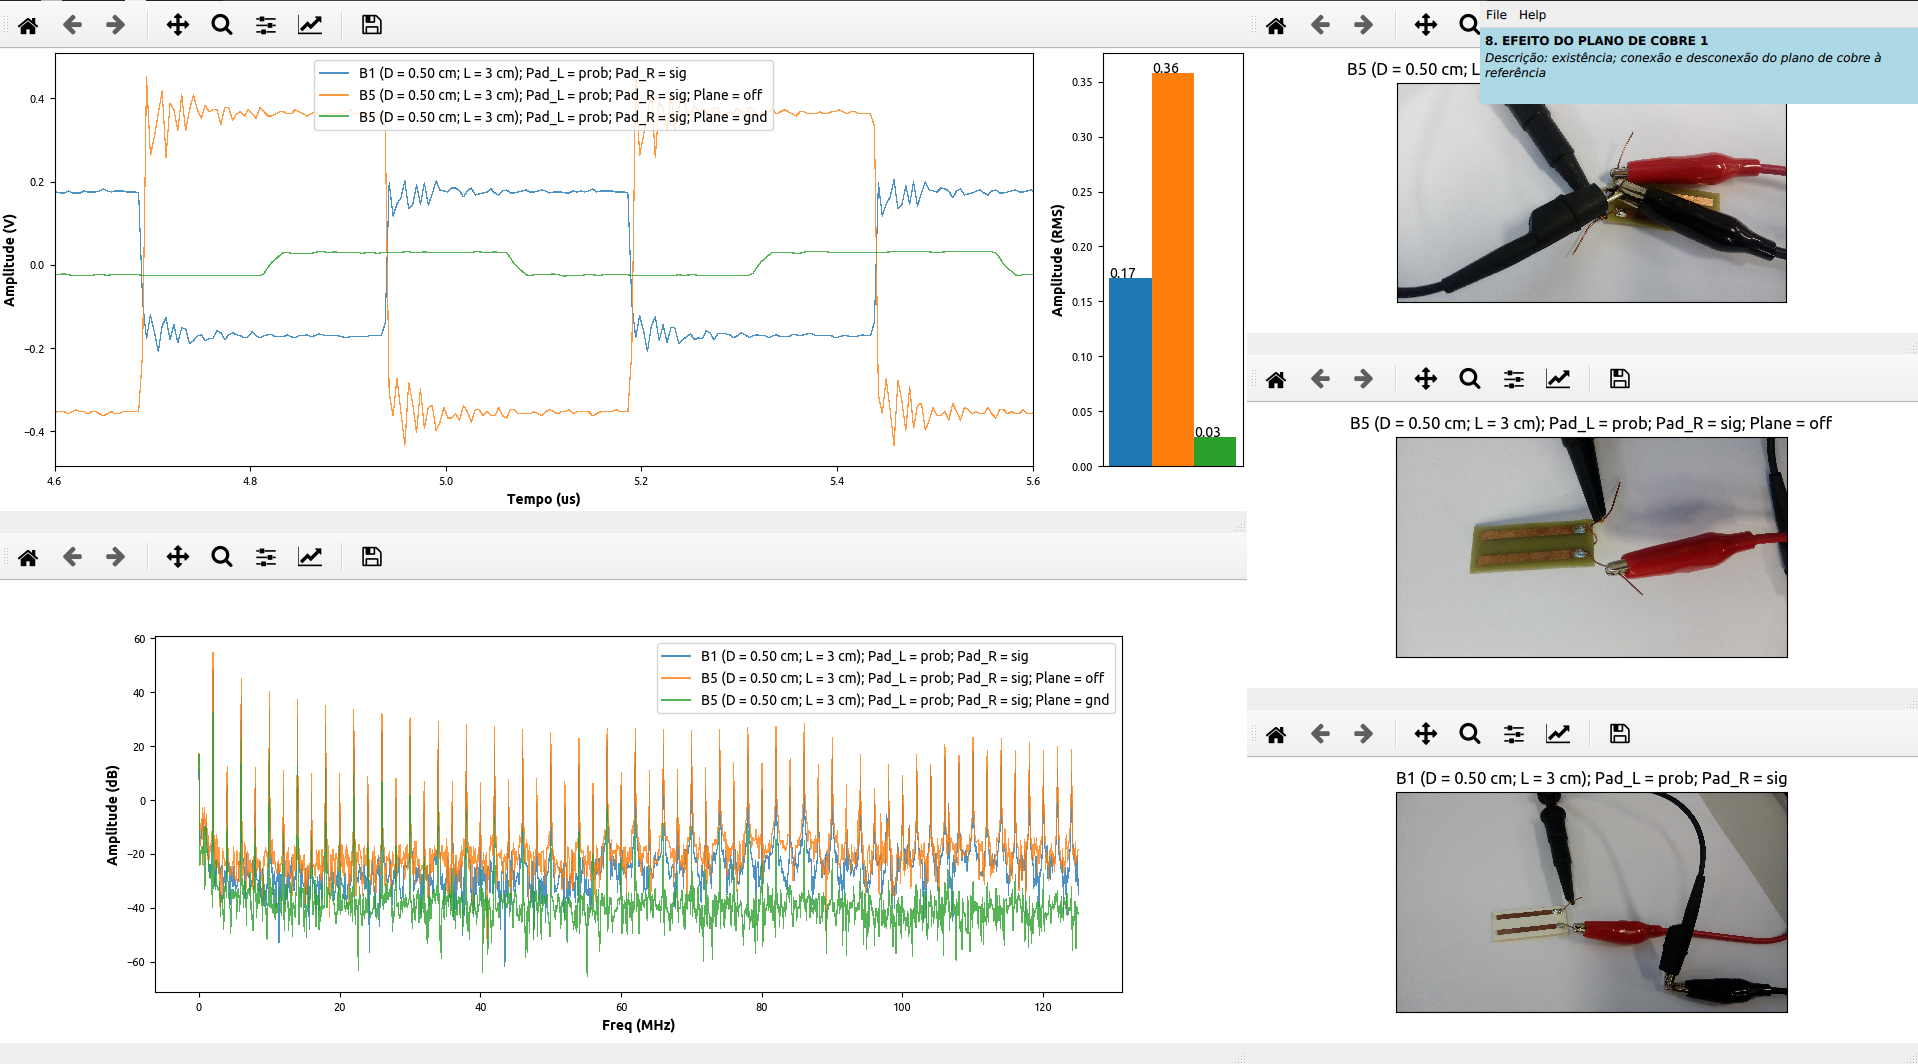 File Help
8. EFEITO DO PLANO DE COBRE 1
Descrição: existência; conexão e desconexão do plano de cobre à
referência
B1 (D = 0.50 cm; L = 3 cm); Pad_L = prob; Pad_R = sig
B5 (D = 0.50 cm; L = 3 cm); Pad_L = prob; Pad_R = sig; Plane = off
B5 (D = 0.50 cm; L = 3 cm); Pad_L = prob; Pad_R = sig; Plane = gnd
Amplitude (V)
0.4
0.2
0.0
−0.2
−0.4
4.6 4.8 5.0 5.2 5.4 5.6
Tempo (us)
Amplitude (RMS)
0.35
0.30
0.25
0.20
0.15
0.10
0.05
0.00
0.17
0.36
0.03
B5 (D = 0.50 cm; L
B5 (D = 0.50 cm; L = 3 cm); Pad_L = prob; Pad_R = sig; Plane = off
B1 (D = 0.50 cm; L = 3 cm); Pad_L = prob; Pad_R = sig
B1 (D = 0.50 cm; L = 3 cm); Pad_L = prob; Pad_R = sig
B5 (D = 0.50 cm; L = 3 cm); Pad_L = prob; Pad_R = sig; Plane = off
B5 (D = 0.50 cm; L = 3 cm); Pad_L = prob; Pad_R = sig; Plane = gnd
Amplitude (dB)
60
40
20
0
−20
−40
−60
0 20 40 60 80 100 120
Freq (MHz)